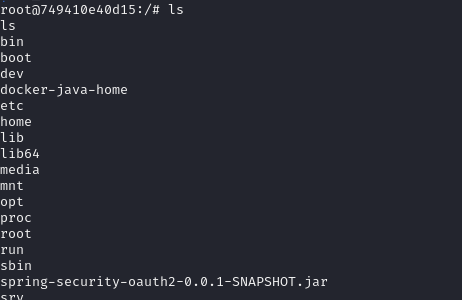 root@749410e40d15:/# ls
ls
bin
boot
dev
docker-java-home
etc
home
lib
lib64
media
mnt
opt
proc
root
run
sbin
spring-security-oauth2-0.0.1-SNAPSHOT.jar
srv